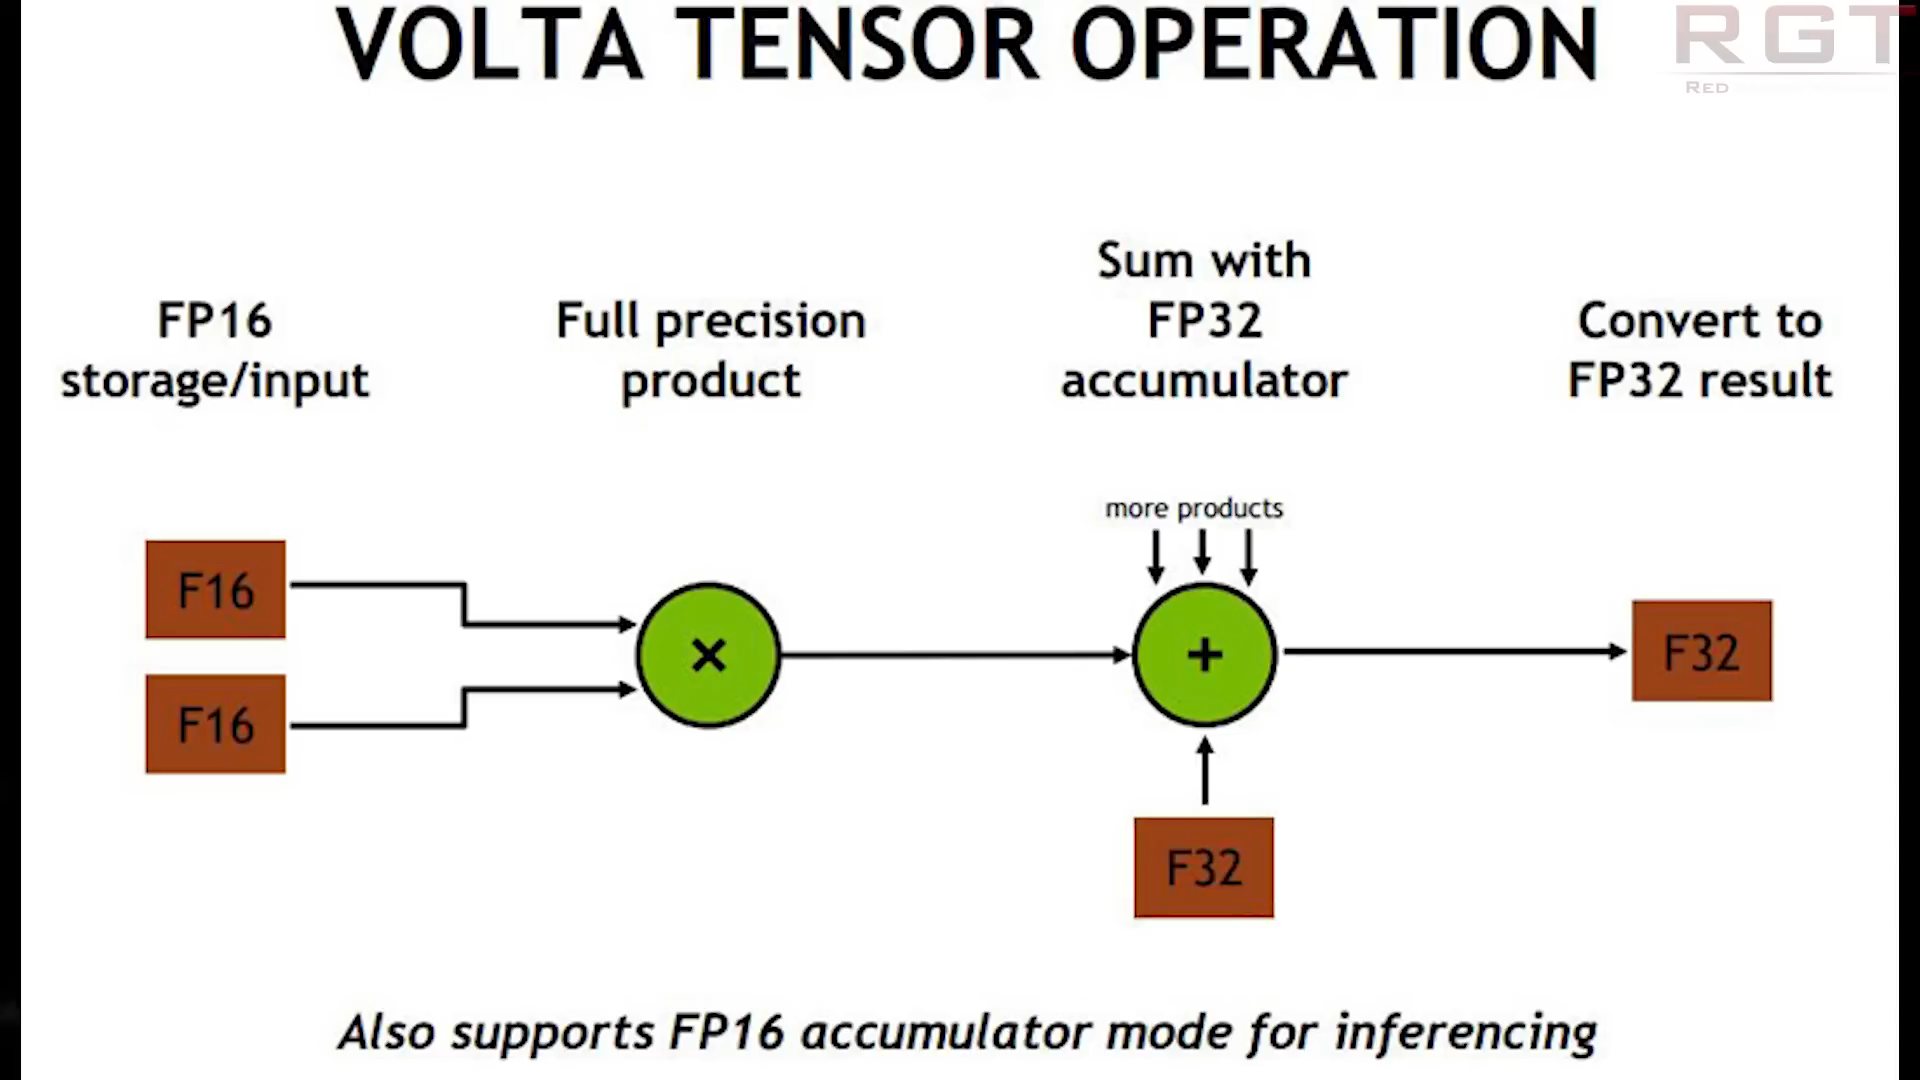 VOLTA TENSOR OPERATION
RGT
RED
FP16
storage/input
Full precision
product
Sum with
FP32
accumulator
Convert to
FP32 result
more products
F16
F16
×
+
F32
F32
Also supports FP16 accumulator mode for inferencing